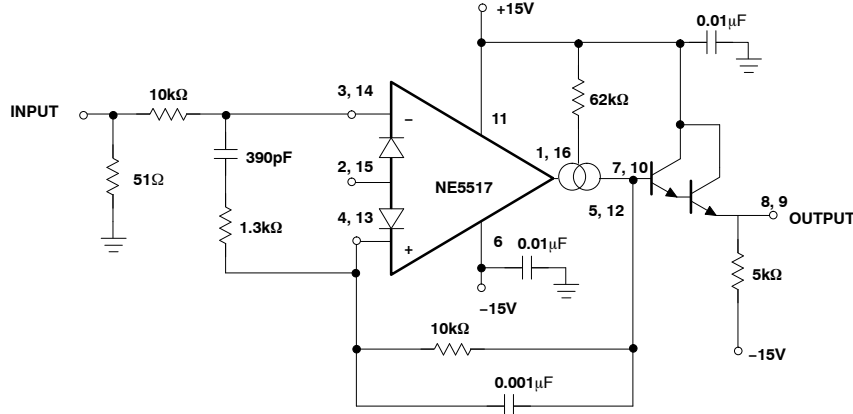 +15V
0.01μF
3, 14
10kΩ
INPUT
62kΩ
11
−
1, 16
390pF
7, 10
2, 15
51Ω
NE5517
8, 9
4, 13
5, 12
OUTPUT
1.3kΩ
6
0.01μF
+
5kΩ
−15V
10kΩ
−15V
0.001μF